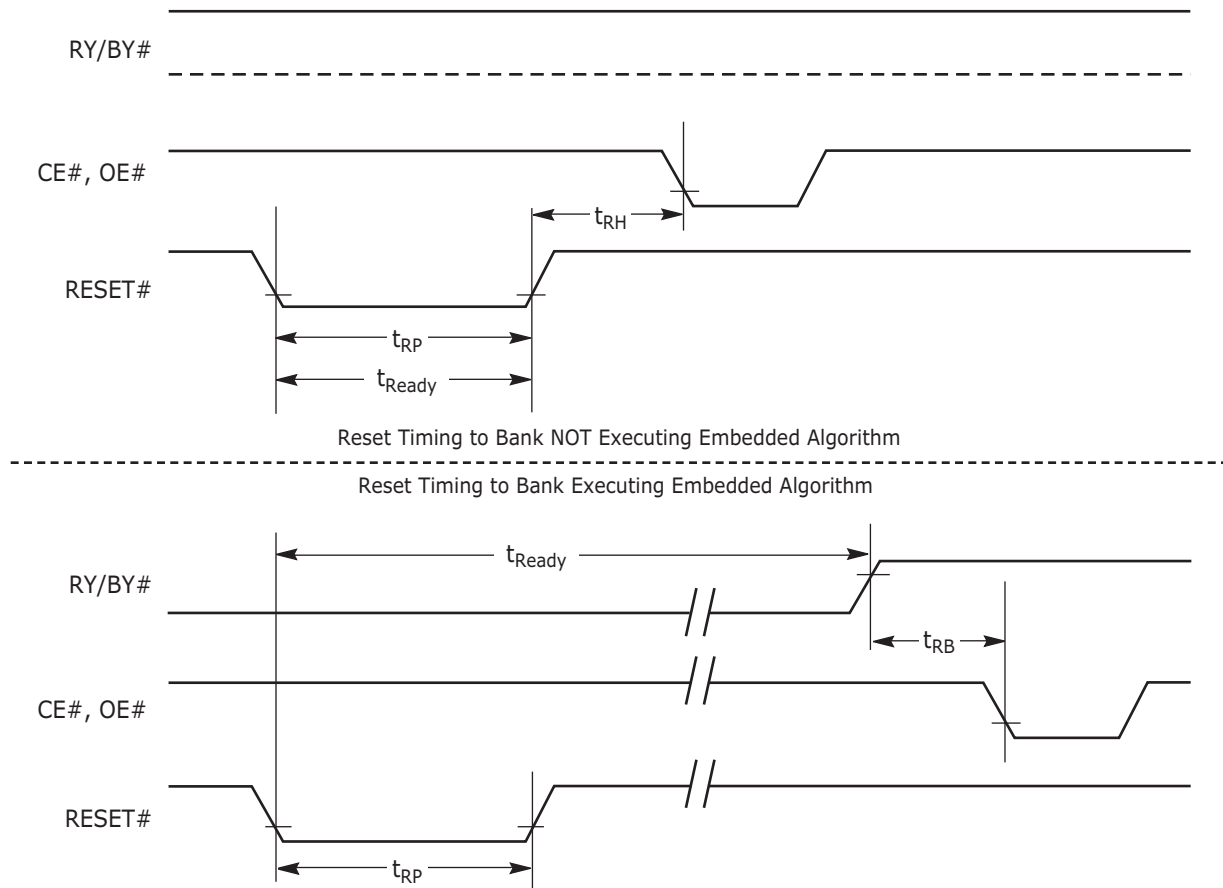 RY/BY#
CE#, OE#
tRH
RESET#
tRP
tReady
Reset Timing to Bank NOT Executing Embedded Algorithm
Reset Timing to Bank Executing Embedded Algorithm
tReady
RY/BY#
tRB
CE#, OE#
RESET#
tRP